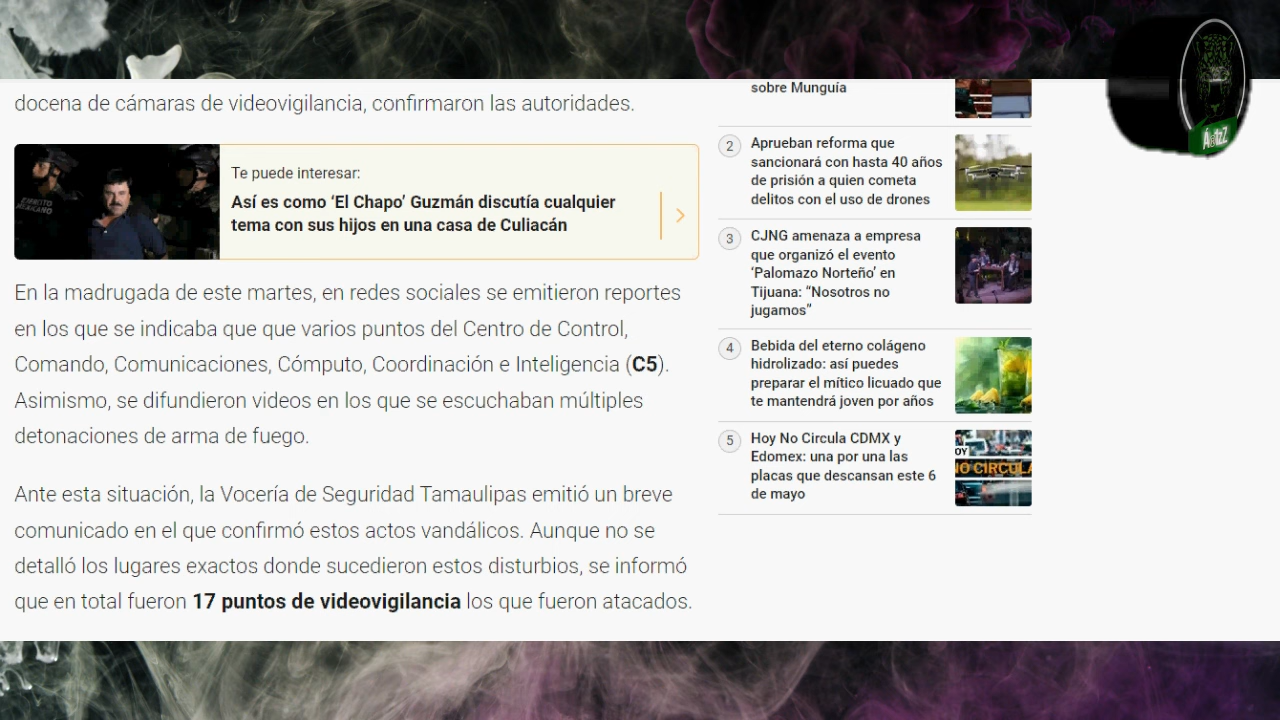 docena de cámaras de videovigilancia, confirmaron las autoridades.
EJERCITO
MEXICANO
Te puede interesar:
Así es como ‘El Chapo’ Guzmán discutía cualquier
tema con sus hijos en una casa de Culiacán
En la madrugada de este martes, en redes sociales se emitieron reportes
en los que se indicaba que que varios puntos del Centro de Control,
Comando, Comunicaciones, Cómputo, Coordinación e Inteligencia (C5).
Asimismo, se difundieron videos en los que se escuchaban múltiples
detonaciones de arma de fuego.
Ante esta situación, la Vocería de Seguridad Tamaulipas emitió un breve
comunicado en el que confirmó estos actos vandálicos. Aunque no se
detalló los lugares exactos donde sucedieron estos disturbios, se informó
que en total fueron 17 puntos de videovigilancia los que fueron atacados.
sobre Munguía
2
Aprueban reforma que
sancionará con hasta 40 años
de prisión a quien cometa
delitos con el uso de drones
3
CJNG amenaza a empresa
que organizó el evento
‘Palomazo Norteño’ en
Tijuana: “Nosotros no
jugamos”
4
Bebida del eterno colágeno
hidrolizado: así puedes
preparar el mítico licuado que
te mantendrá joven por años
5
Hoy No Circula CDMX y
Edomex: una por una las
placas que descansan este 6
de mayo
OY
NO CIRCULA